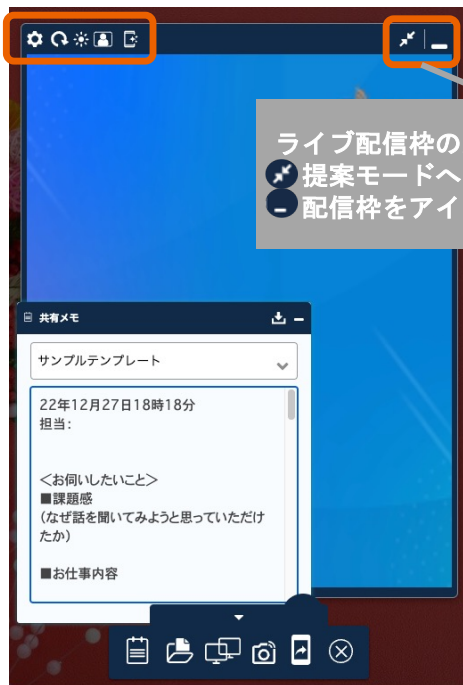 ライブ配信枠の
提案モードへ
配信枠をアイ
共有メモ
サンプルテンプレート
22年12月27日18時18分
担当:
＜お伺いしたいこと＞
■課題感
(なぜ話を聞いてみようと思っていただけ
たか)
■お仕事内容